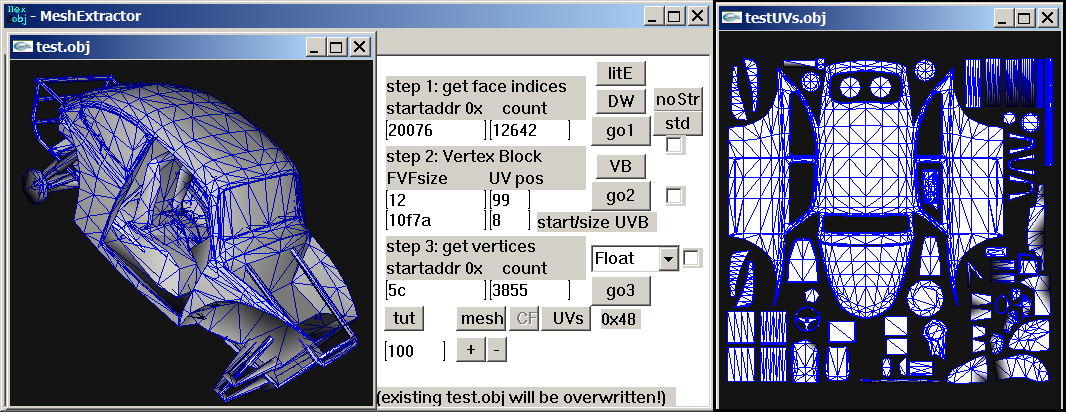 Hex
obj
- MeshExtractor
test.obj
testUVs.obj
step 1: get face indices
startaddr 0x count
20076 12642
litE
DW
noStr
go1
std
step 2: Vertex Block
FVFsize UV pos
12 99
10f7a 8
VB
go2
start/size UVB
step 3: get vertices
startaddr 0x count
5c 3855
Float
go3
tut mesh CF UVs 0x48
100 + -
(existing test.obj will be overwritten!)